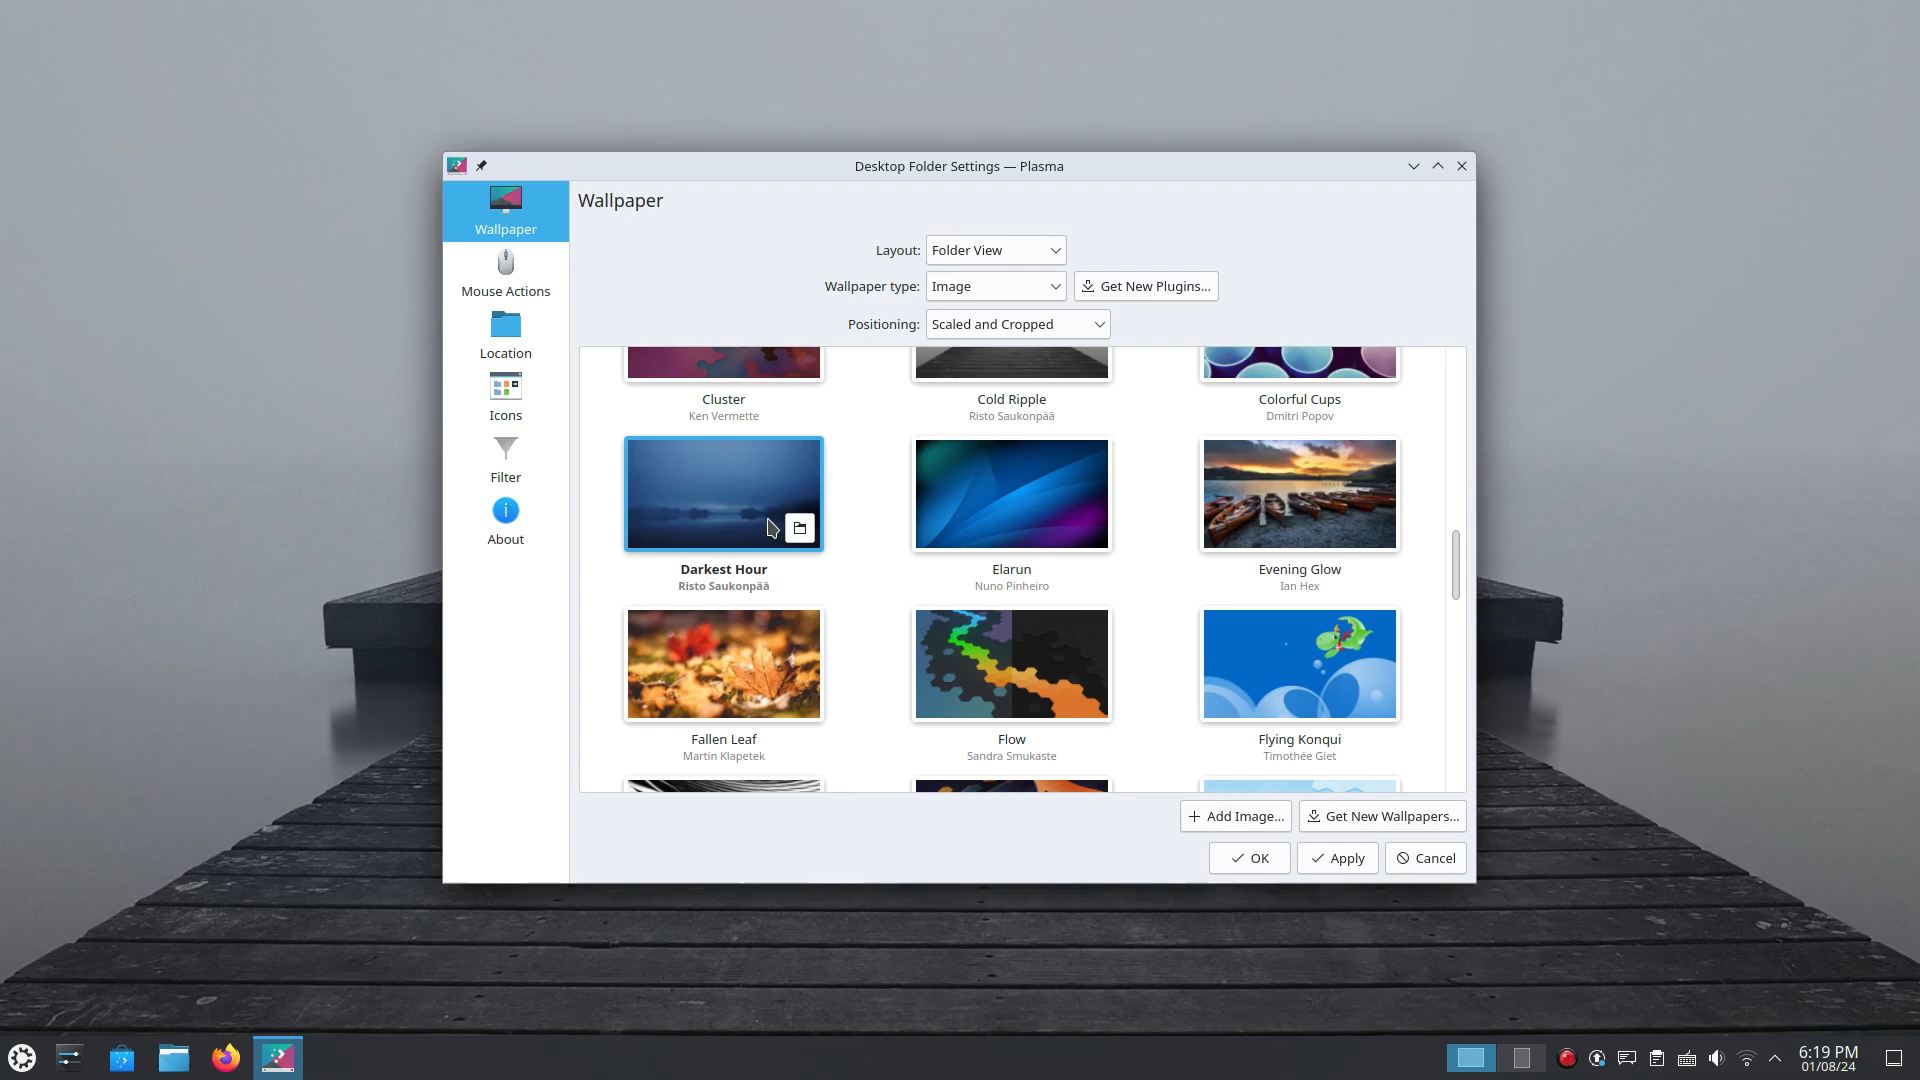 Desktop Folder Settings — Plasma
Wallpaper
Mouse Actions
Location
Icons
Filter
About
Wallpaper
Layout: Folder View
Wallpaper type: Image Get New Plugins...
Positioning: Scaled and Cropped
Cluster
Ken Vermette
Cold Ripple
Risto Saukonpää
Colorful Cups
Dmitri Popov
Darkest Hour
Risto Saukonpää
Elarun
Nuno Pinheiro
Evening Glow
Ian Hex
Fallen Leaf
Martin Klapetek
Flow
Sandra Smukaste
Flying Konqui
Timothée Giet
Add Image... Get New Wallpapers...
OK Apply Cancel
6:19 PM
01/08/24